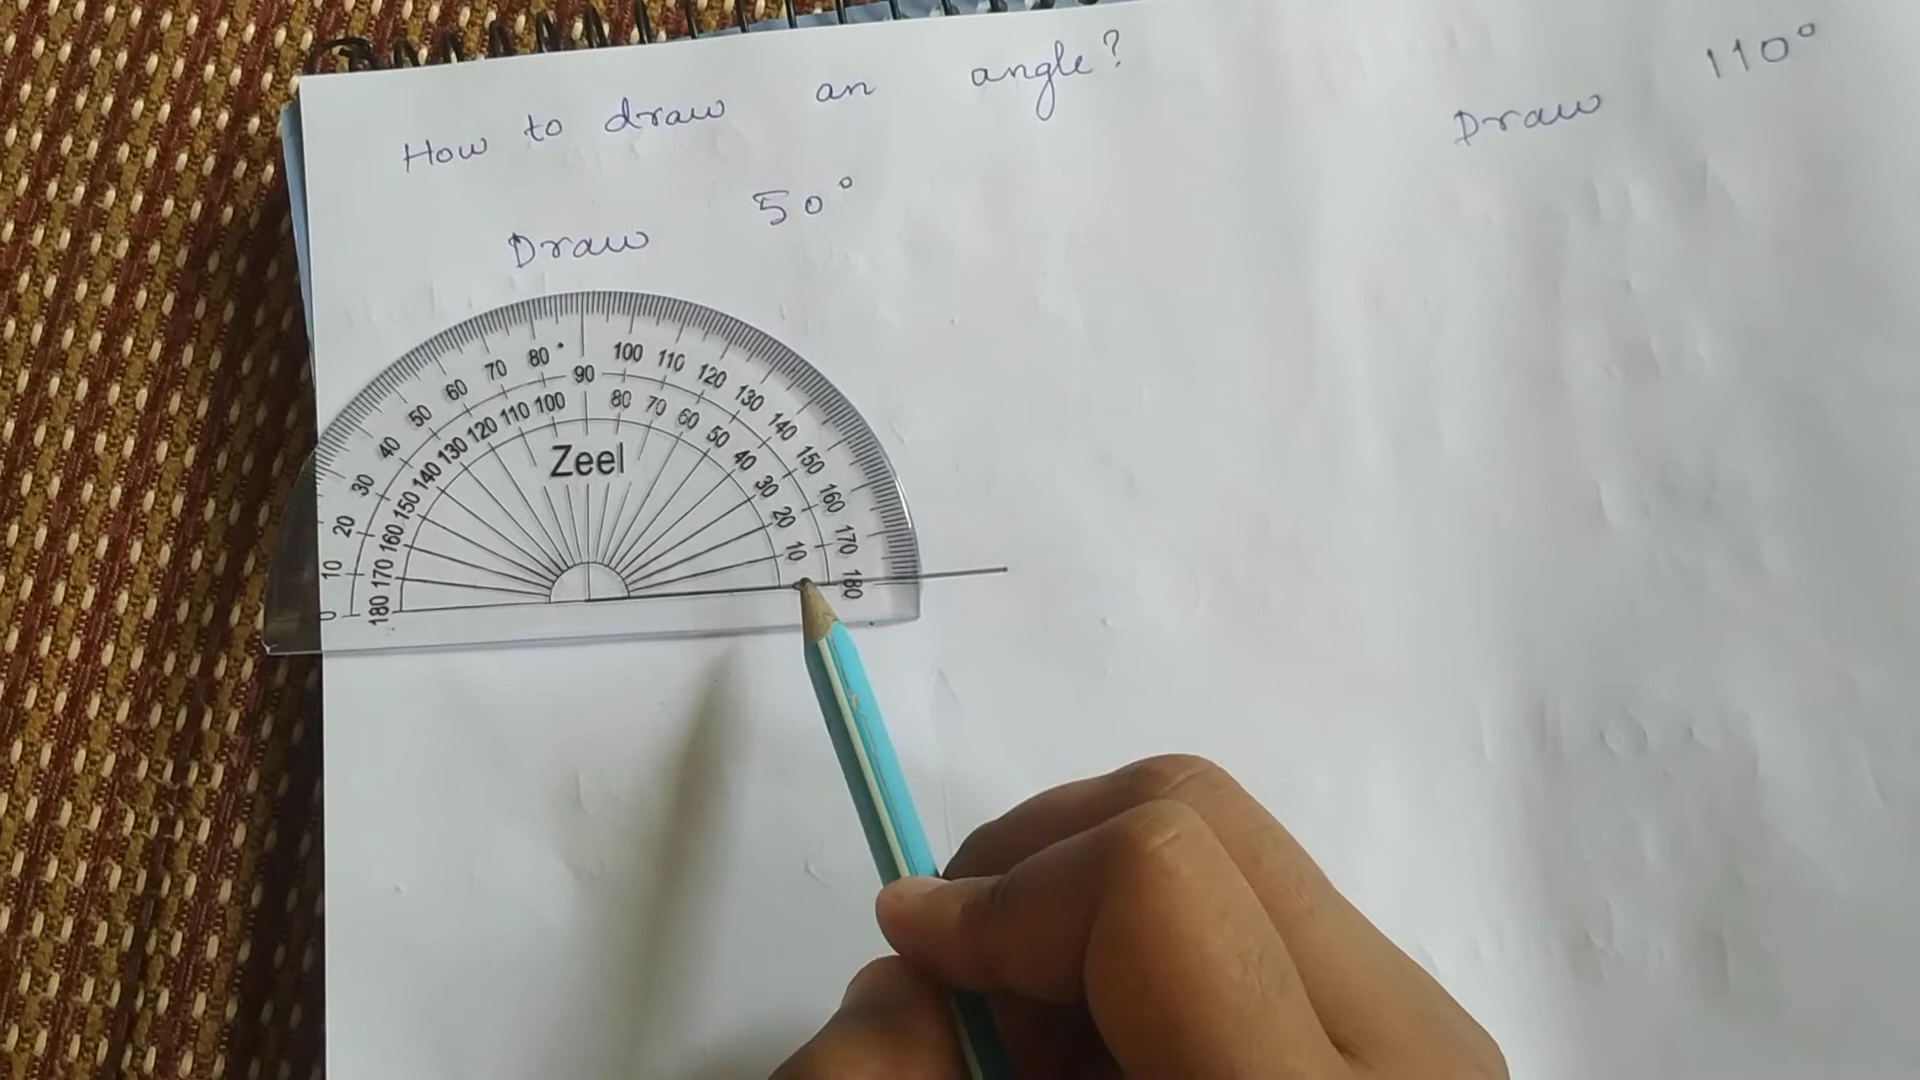 How to draw an angle?
Draw 110°
Draw 50°
0 10 20 30 40 50 60 70 80 90 100 110 120 130 140 150 160 170 180
180 170 160 150 140 130 120 110 100 80 70 60 50 40 30 20 10
Zeel